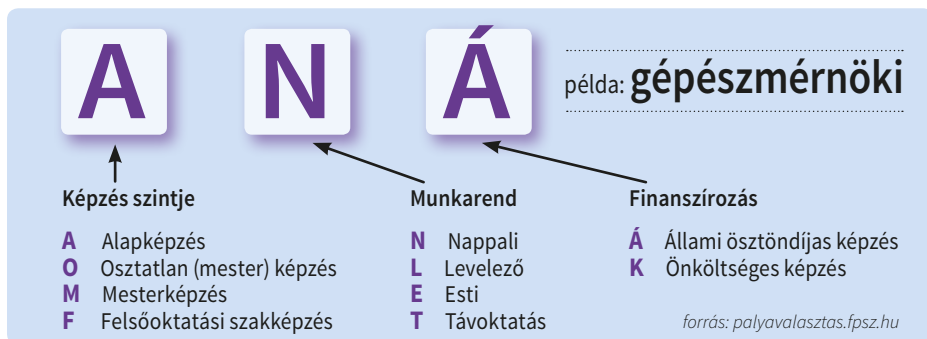 A N Á
példa: gépészmérnöki
Képzés szintje
A Alapképzés
O Osztatlan (mester) képzés
M Mesterképzés
F Felsőoktatási szakképzés
Munkarend
N Nappali
L Levelező
E Esti
T Távoktatás
Finanszírozás
Á Állami ösztöndíjas képzés
K Önköltséges képzés
forrás: palyavalasztas.fpsz.hu